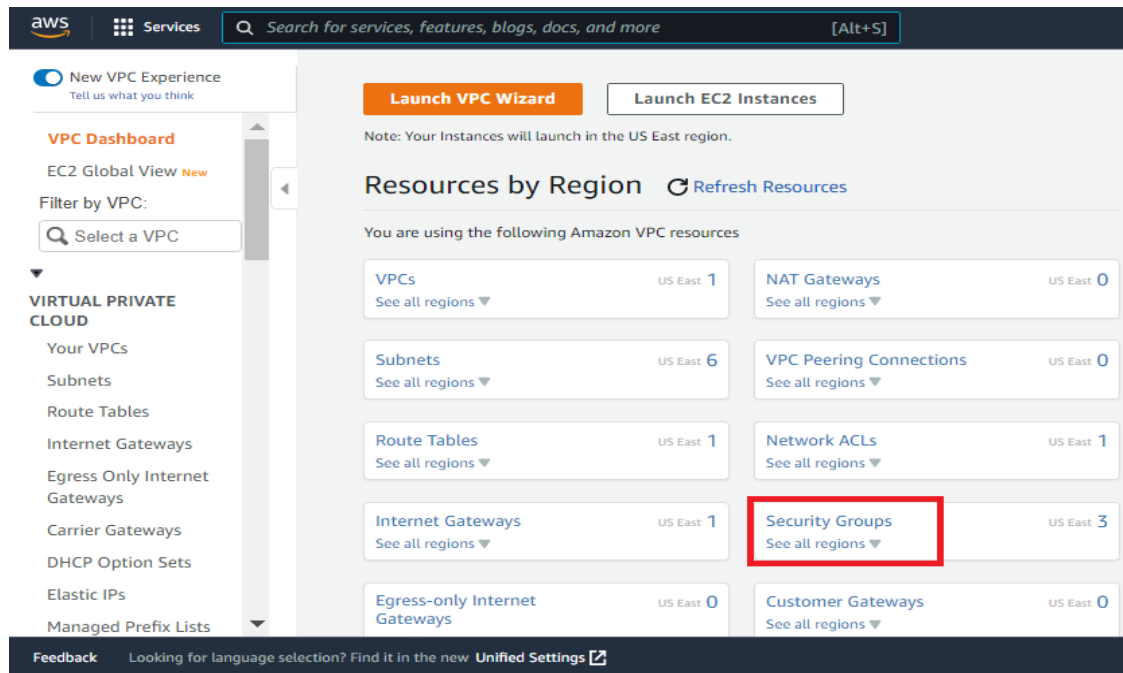 aws
Services
Search for services, features, blogs, docs, and more [Alt+S]
New VPC Experience
Tell us what you think
VPC Dashboard
EC2 Global View New
Filter by VPC:
Select a VPC
VIRTUAL PRIVATE
CLOUD
Your VPCs
Subnets
Route Tables
Internet Gateways
Egress Only Internet
Gateways
Carrier Gateways
DHCP Option Sets
Elastic IPs
Managed Prefix Lists
Launch VPC Wizard
Launch EC2 Instances
Note: Your Instances will launch in the US East region.
Resources by Region Refresh Resources
You are using the following Amazon VPC resources
VPCs US East 1
See all regions
NAT Gateways US East 0
See all regions
Subnets US East 6
See all regions
VPC Peering Connections US East 0
See all regions
Route Tables US East 1
See all regions
Network ACLs US East 1
See all regions
Internet Gateways US East 1
See all regions
Security Groups US East 3
See all regions
Egress-only Internet US East 0
Gateways
Customer Gateways US East 0
See all regions
Feedback Looking for language selection? Find it in the new Unified Settings